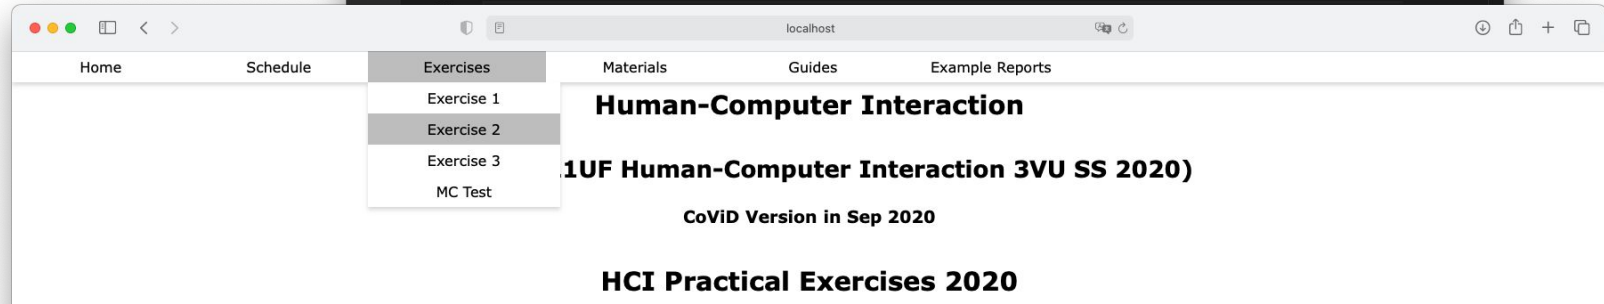 localhost
Home Schedule Exercises Materials Guides Example Reports
Exercise 1
Exercise 2
Exercise 3
MC Test
Human-Computer Interaction
1UF Human-Computer Interaction 3VU SS 2020)
CoViD Version in Sep 2020
HCI Practical Exercises 2020